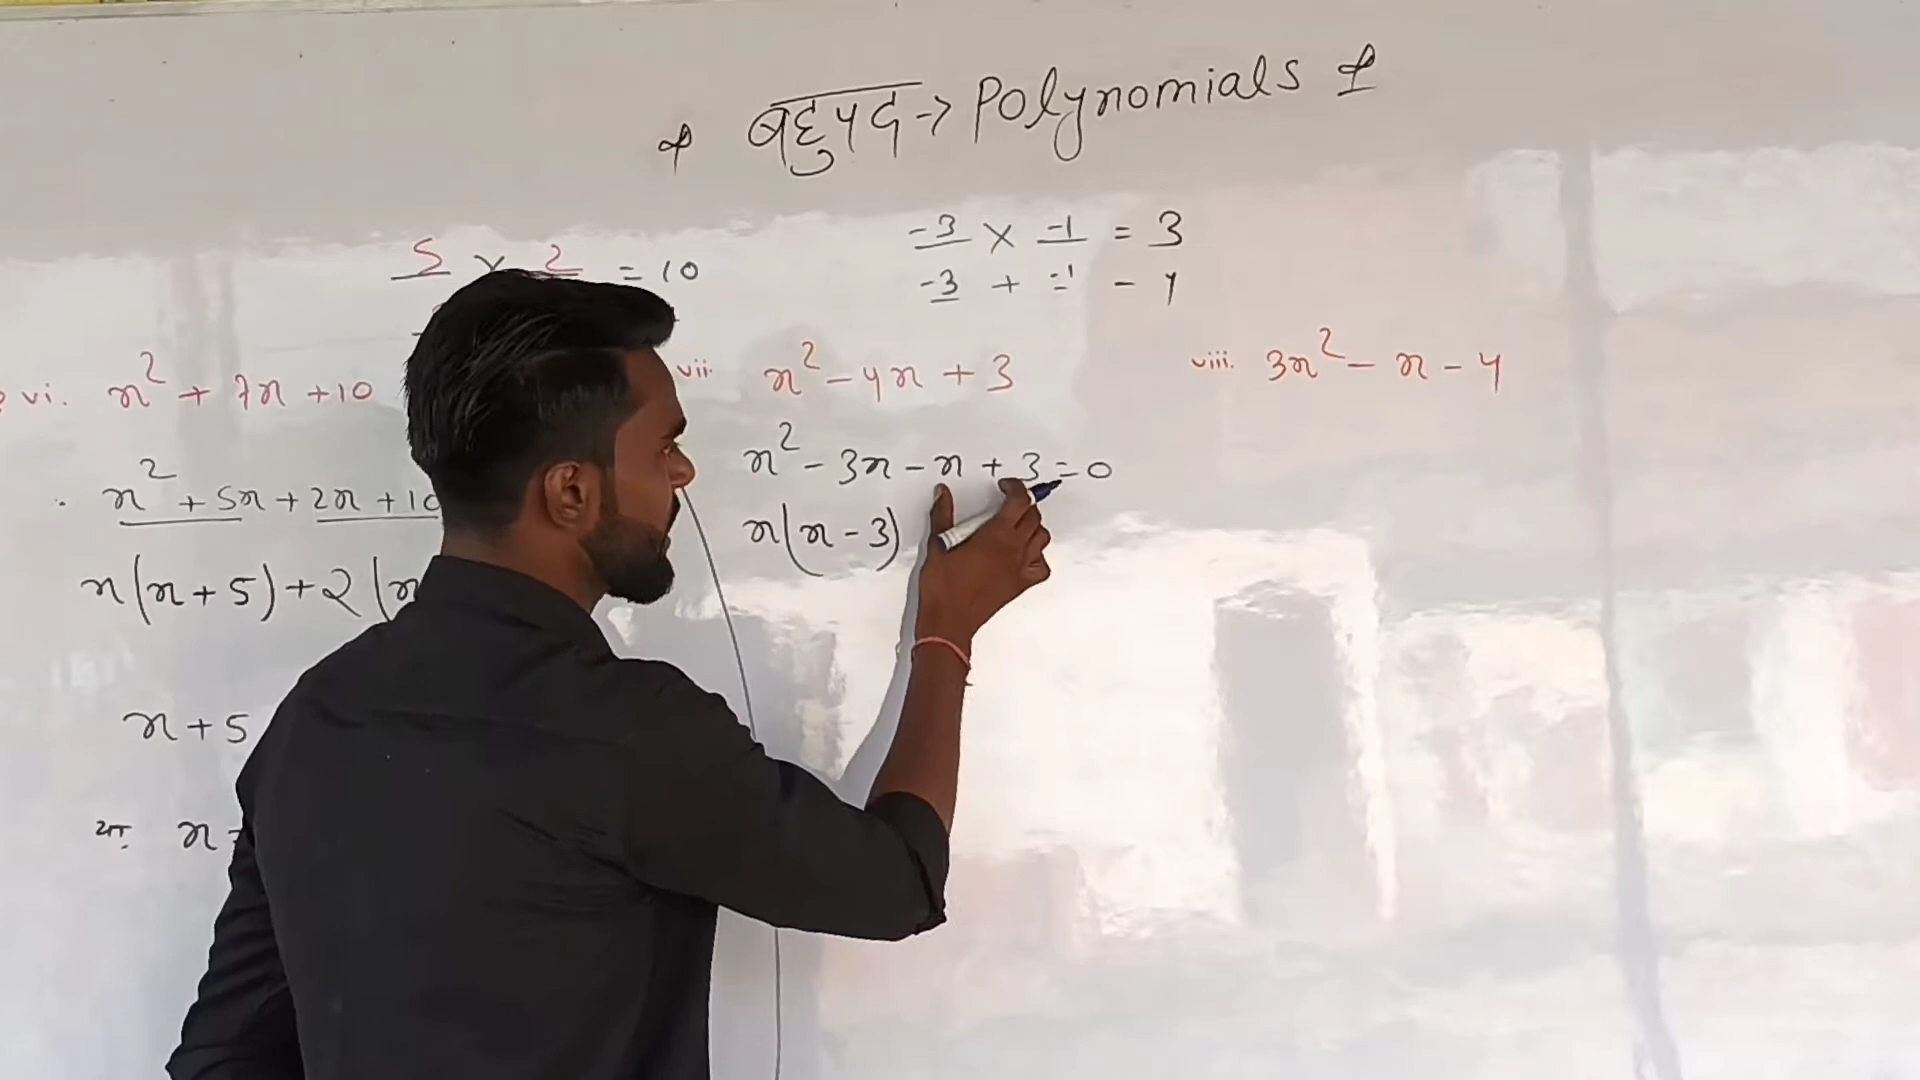 बहुपद → Polynomials
5 × 2 = 10
-3 × -1 = 3
-3 + -1 - 4
vi. x² + 7x + 10
vii. x² - 4x + 3
viii. 3x² - x - 4
x² + 5x + 2x + 10
x² - 3x - x + 3 = 0
x(x + 5) + 2(x
x(x - 3)
x + 5
या x =